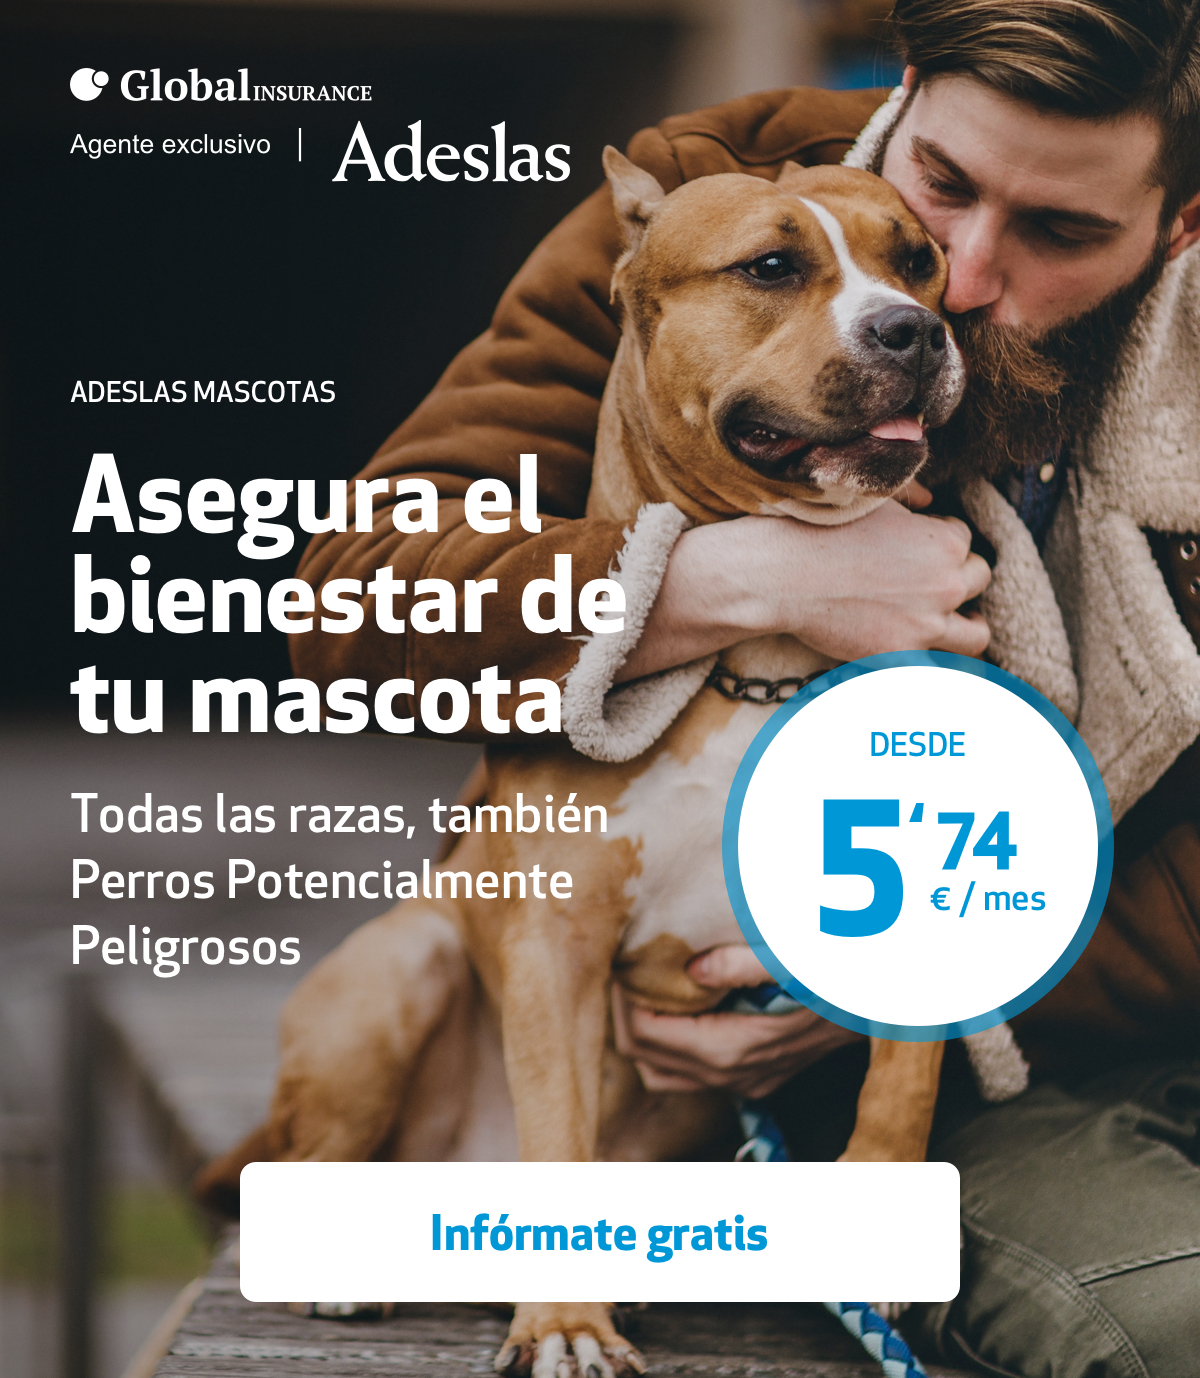 Global INSURANCE
Agente exclusivo | Adeslas
ADESLAS MASCOTAS
Asegura el
bienestar de
tu mascota
Todas las razas, también
Perros Potencialmente
Peligrosos
DESDE
5‘74
€ / mes
Infórmate gratis